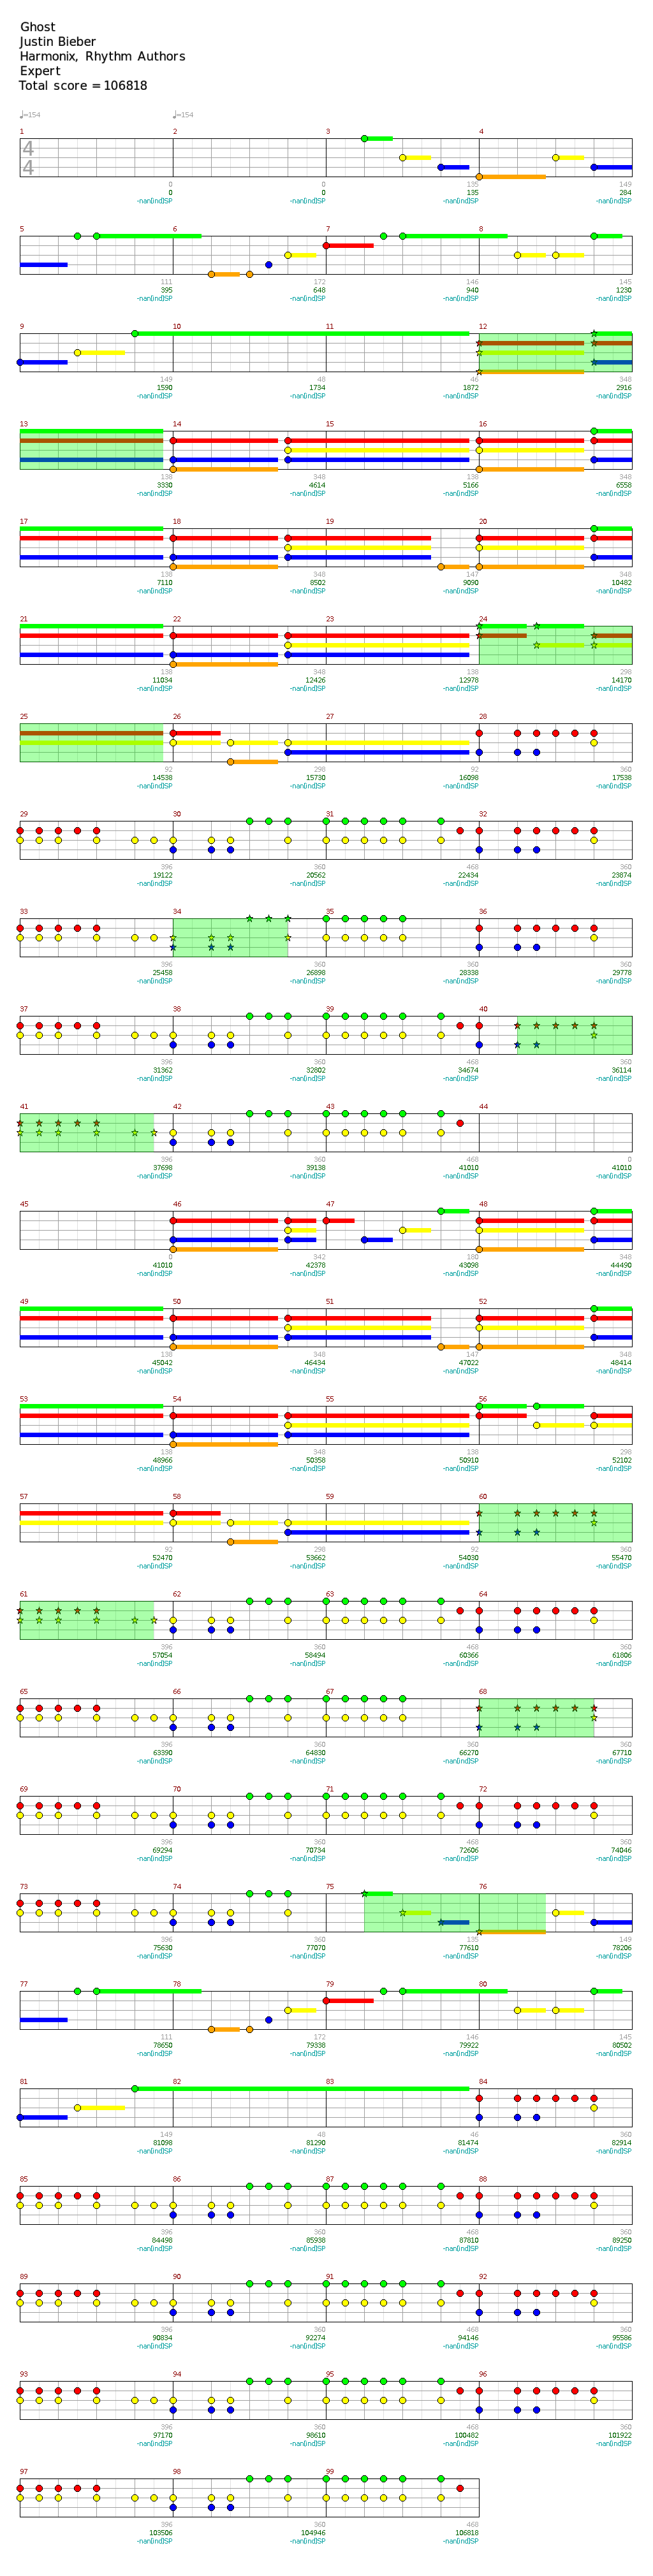 Ghost
Justin Bieber
Harmonix, Rhythm Authors
Expert
Total score = 106818
♩=154 ♩=154
1 2 3 4
4
4
0 0 135 149
0 0 135 284
-nan(ind)SP -nan(ind)SP -nan(ind)SP -nan(ind)SP
5 6 7 8
111 172 146 145
395 648 940 1230
-nan(ind)SP -nan(ind)SP -nan(ind)SP -nan(ind)SP
9 10 11 12
149 48 46 348
1590 1734 1872 2916
-nan(ind)SP -nan(ind)SP -nan(ind)SP -nan(ind)SP
13 14 15 16
138 348 138 348
3330 4614 5166 6558
-nan(ind)SP -nan(ind)SP -nan(ind)SP -nan(ind)SP
17 18 19 20
138 348 147 348
7110 8502 9090 10482
-nan(ind)SP -nan(ind)SP -nan(ind)SP -nan(ind)SP
21 22 23 24
138 348 138 298
11034 12426 12978 14170
-nan(ind)SP -nan(ind)SP -nan(ind)SP -nan(ind)SP
25 26 27 28
92 298 92 360
14538 15730 16098 17538
-nan(ind)SP -nan(ind)SP -nan(ind)SP -nan(ind)SP
29 30 31 32
396 360 468 360
19122 20562 22434 23874
-nan(ind)SP -nan(ind)SP -nan(ind)SP -nan(ind)SP
33 34 35 36
396 360 360 360
25458 26898 28338 29778
-nan(ind)SP -nan(ind)SP -nan(ind)SP -nan(ind)SP
37 38 39 40
396 360 468 360
31362 32802 34674 36114
-nan(ind)SP -nan(ind)SP -nan(ind)SP -nan(ind)SP
41 42 43 44
396 360 468 0
37698 39138 41010 41010
-nan(ind)SP -nan(ind)SP -nan(ind)SP -nan(ind)SP
45 46 47 48
0 342 180 348
41010 42378 43098 44490
-nan(ind)SP -nan(ind)SP -nan(ind)SP -nan(ind)SP
49 50 51 52
138 348 147 348
45042 46434 47022 48414
-nan(ind)SP -nan(ind)SP -nan(ind)SP -nan(ind)SP
53 54 55 56
138 348 138 298
48966 50358 50910 52102
-nan(ind)SP -nan(ind)SP -nan(ind)SP -nan(ind)SP
57 58 59 60
92 298 92 360
52470 53662 54030 55470
-nan(ind)SP -nan(ind)SP -nan(ind)SP -nan(ind)SP
61 62 63 64
396 360 468 360
57054 58494 60366 61806
-nan(ind)SP -nan(ind)SP -nan(ind)SP -nan(ind)SP
65 66 67 68
396 360 360 360
63390 64830 66270 67710
-nan(ind)SP -nan(ind)SP -nan(ind)SP -nan(ind)SP
69 70 71 72
396 360 468 360
69294 70734 72606 74046
-nan(ind)SP -nan(ind)SP -nan(ind)SP -nan(ind)SP
73 74 75 76
396 360 135 149
75630 77070 77610 78206
-nan(ind)SP -nan(ind)SP -nan(ind)SP -nan(ind)SP
77 78 79 80
111 172 146 145
78650 79338 79922 80502
-nan(ind)SP -nan(ind)SP -nan(ind)SP -nan(ind)SP
81 82 83 84
149 48 46 360
81098 81290 81474 82914
-nan(ind)SP -nan(ind)SP -nan(ind)SP -nan(ind)SP
85 86 87 88
396 360 468 360
84498 85938 87810 89250
-nan(ind)SP -nan(ind)SP -nan(ind)SP -nan(ind)SP
89 90 91 92
396 360 468 360
90834 92274 94146 95586
-nan(ind)SP -nan(ind)SP -nan(ind)SP -nan(ind)SP
93 94 95 96
396 360 468 360
97170 98610 100482 101922
-nan(ind)SP -nan(ind)SP -nan(ind)SP -nan(ind)SP
97 98 99
396 360 468
103506 104946 106818
-nan(ind)SP -nan(ind)SP -nan(ind)SP